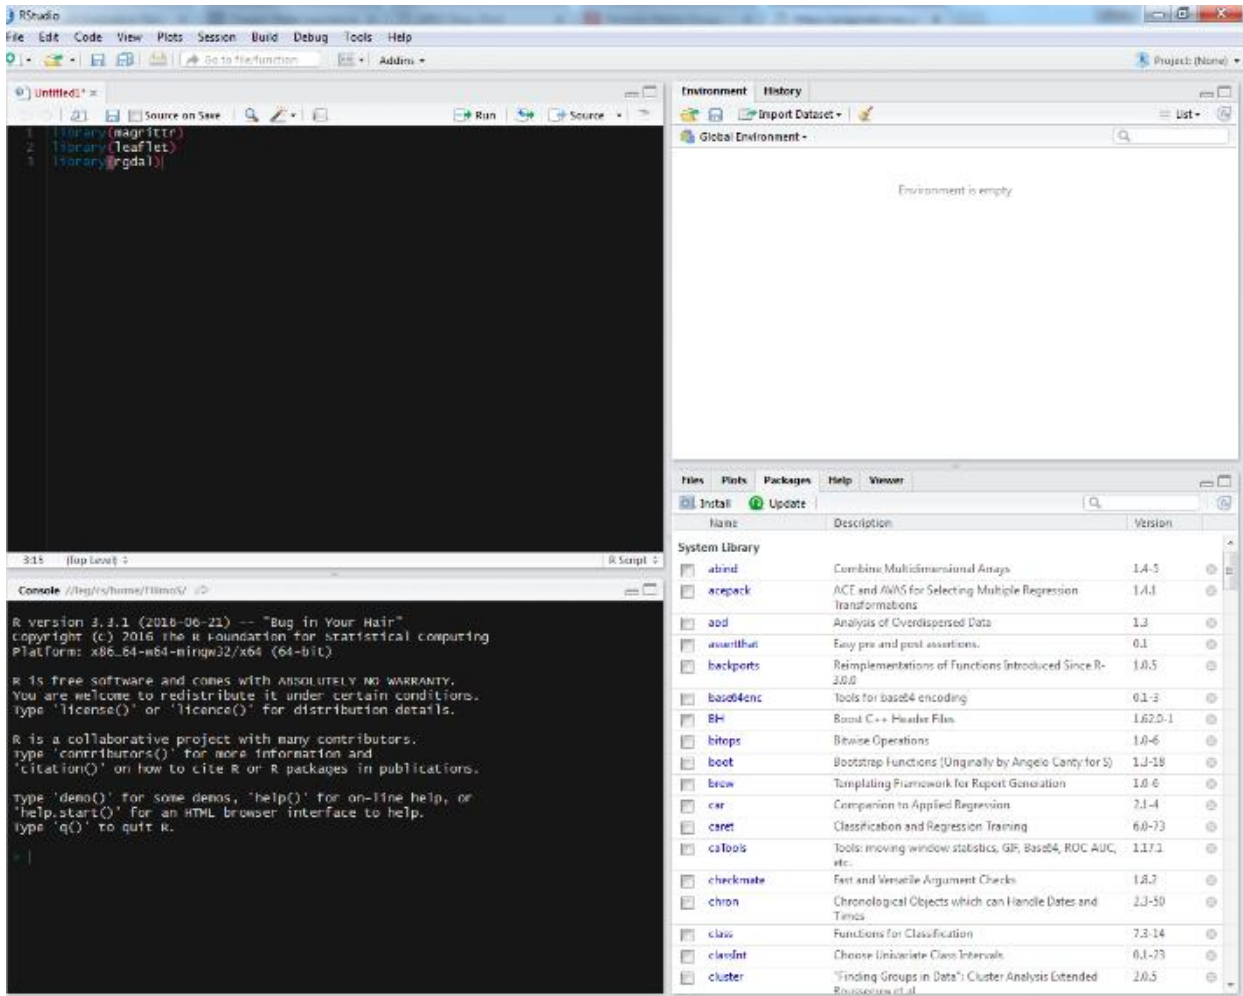 RStudio
File Edit Code View Plots Session Build Debug Tools Help
Go to file/function Addins
Project: (None)
Untitled1*
Source on Save Run Source
1 library(magrittr)
2 library(leaflet)
3 library(rgdal)
3:15 (Top Level) R Script
Console //leg/rs/home/
R version 3.3.1 (2016-06-21) -- "Bug in Your Hair"
Copyright (C) 2016 The R Foundation for Statistical Computing
Platform: x86_64-w64-mingw32/x64 (64-bit)
R is free software and comes with ABSOLUTELY NO WARRANTY.
You are welcome to redistribute it under certain conditions.
Type 'license()' or 'licence()' for distribution details.
R is a collaborative project with many contributors.
Type 'contributors()' for more information and
'citation()' on how to cite R or R packages in publications.
Type 'demo()' for some demos, 'help()' for on-line help, or
'help.start()' for an HTML browser interface to help.
Type 'q()' to quit R.
>
Environment History
Import Dataset List
Global Environment
Environment is empty
Files Plots Packages Help Viewer
Install Update
Name Description Version
System Library
abind Combine Multidimensional Arrays 1.4-5
acepack ACE and AVAS for Selecting Multiple Regression 1.4.1
Transformations
aod Analysis of Overdispersed Data 1.3
assertthat Easy pre and post assertions. 0.1
backports Reimplementations of Functions Introduced Since R- 1.0.5
3.0.0
base64enc Tools for base64 encoding 0.1-3
BH Boost C++ Header Files 1.62.0-1
bitops Bitwise Operations 1.0-6
boot Bootstrap Functions (Originally by Angelo Canty for S) 1.3-18
brew Templating Framework for Report Generation 1.0-6
car Companion to Applied Regression 2.1-4
caret Classification and Regression Training 6.0-73
caTools Tools: moving window statistics, GIF, Base64, ROC AUC, 1.17.1
etc.
checkmate Fast and Versatile Argument Checks 1.8.2
chron Chronological Objects which can Handle Dates and 2.3-50
Times
class Functions for Classification 7.3-14
classInt Choose Univariate Class Intervals 0.1-23
cluster "Finding Groups in Data": Cluster Analysis Extended 2.0.5
Rousseeuw et al.